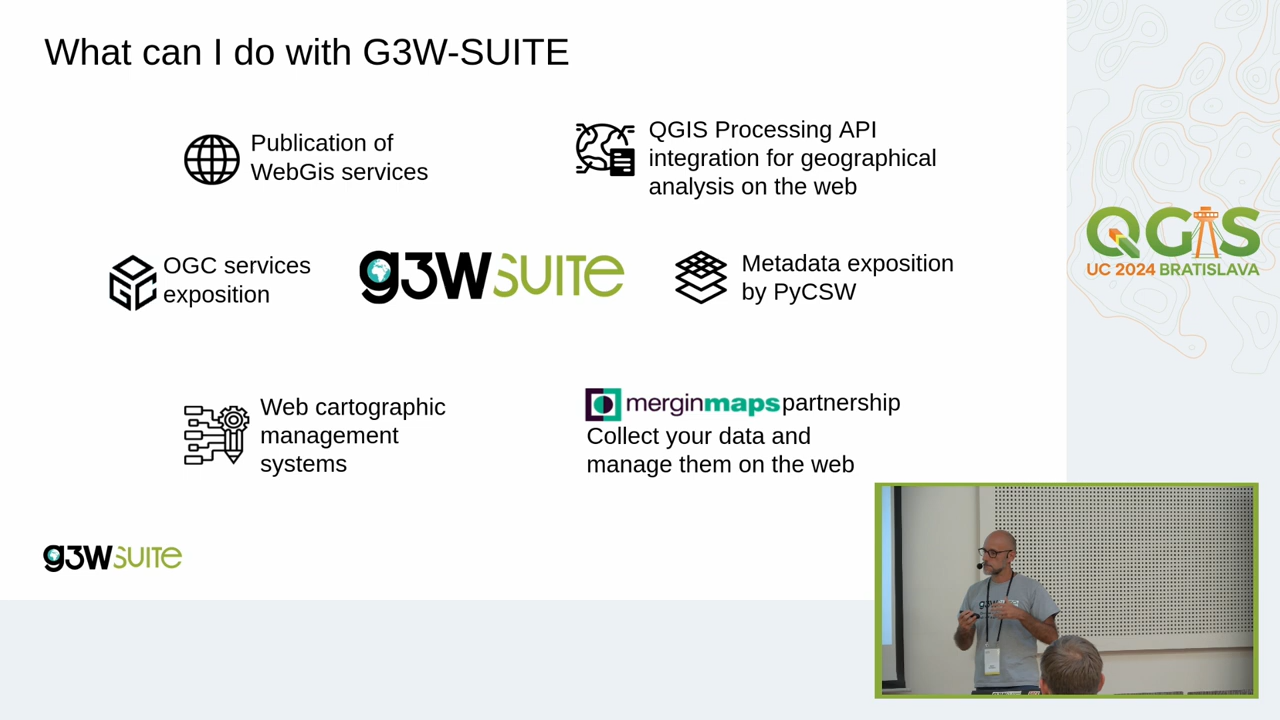 What can I do with G3W-SUITE
Publication of
WebGis services
QGIS Processing API
integration for geographical
analysis on the web
OGC services
exposition
g3WSUITe
Metadata exposition
by PyCSW
Web cartographic
management
systems
merginmaps partnership
Collect your data and
manage them on the web
g3WSUITe
QGIS
UC 2024 BRATISLAVA